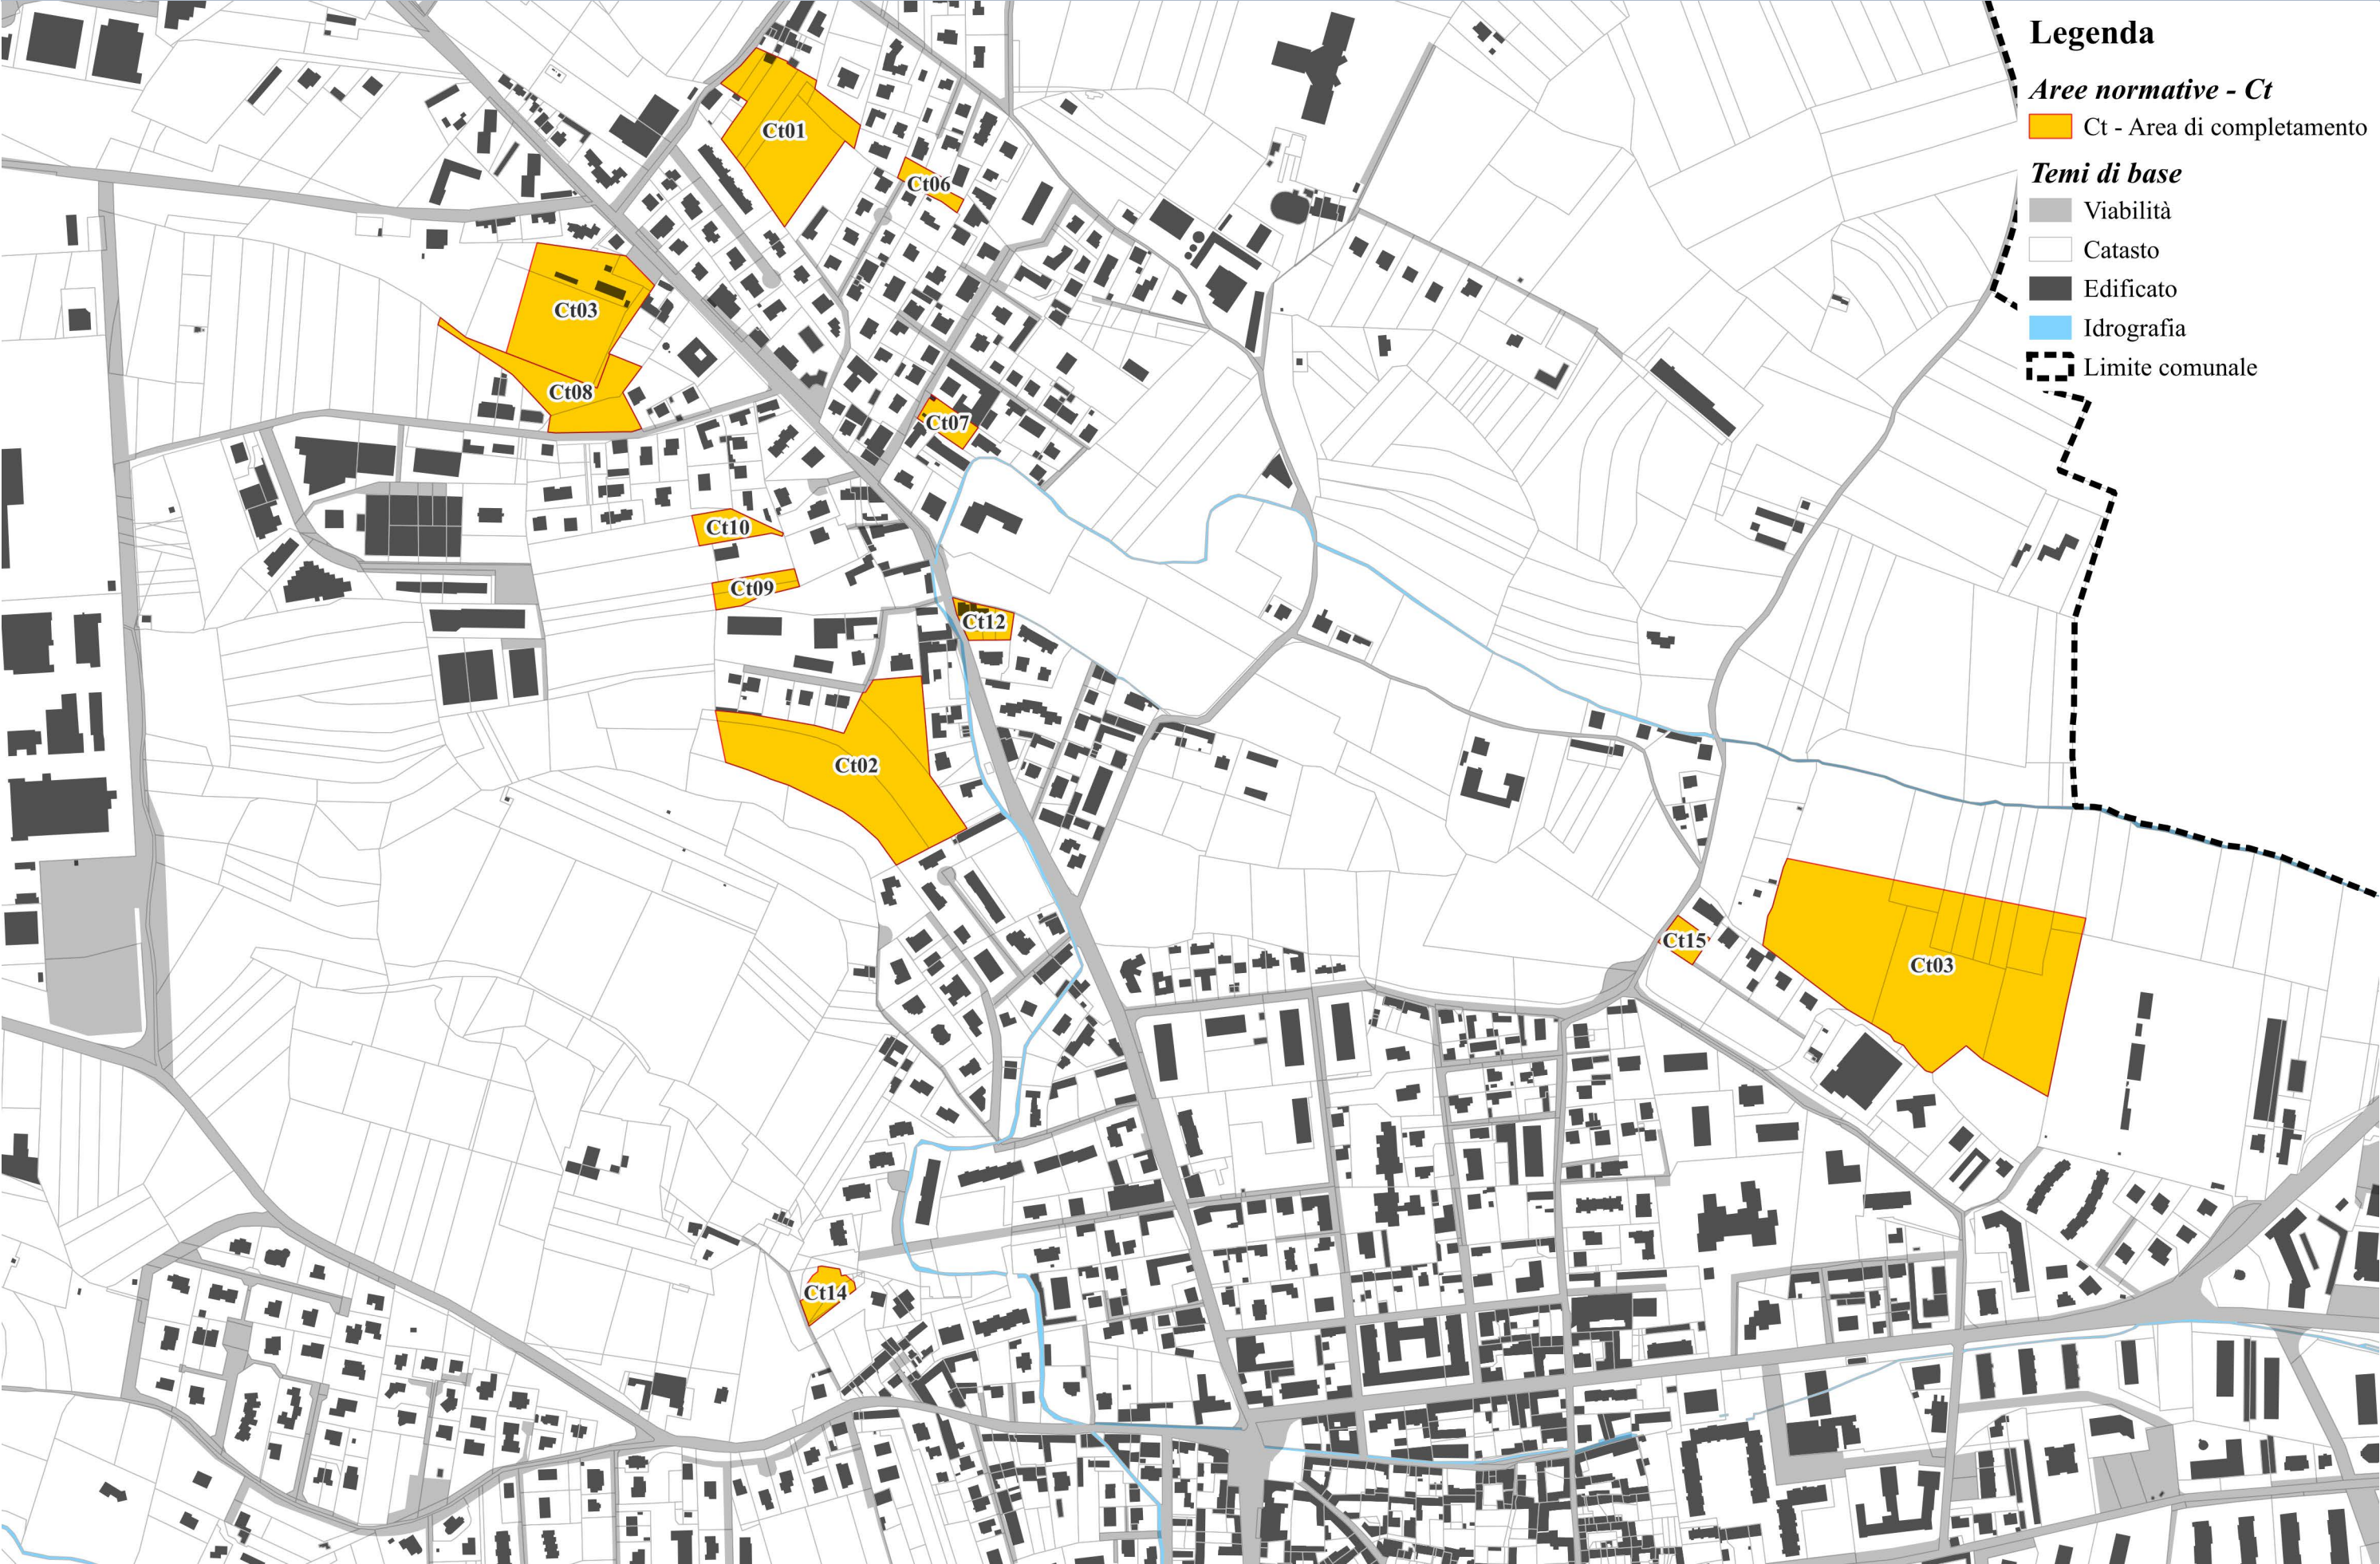 Legenda
Aree normative - Ct
Ct - Area di completamento
Temi di base
Viabilità
Catasto
Edificato
Idrografia
Limite comunale
Ct01
Ct06
Ct03
Ct08
Ct07
Ct10
Ct09
Ct12
Ct02
Ct15
Ct03
Ct14